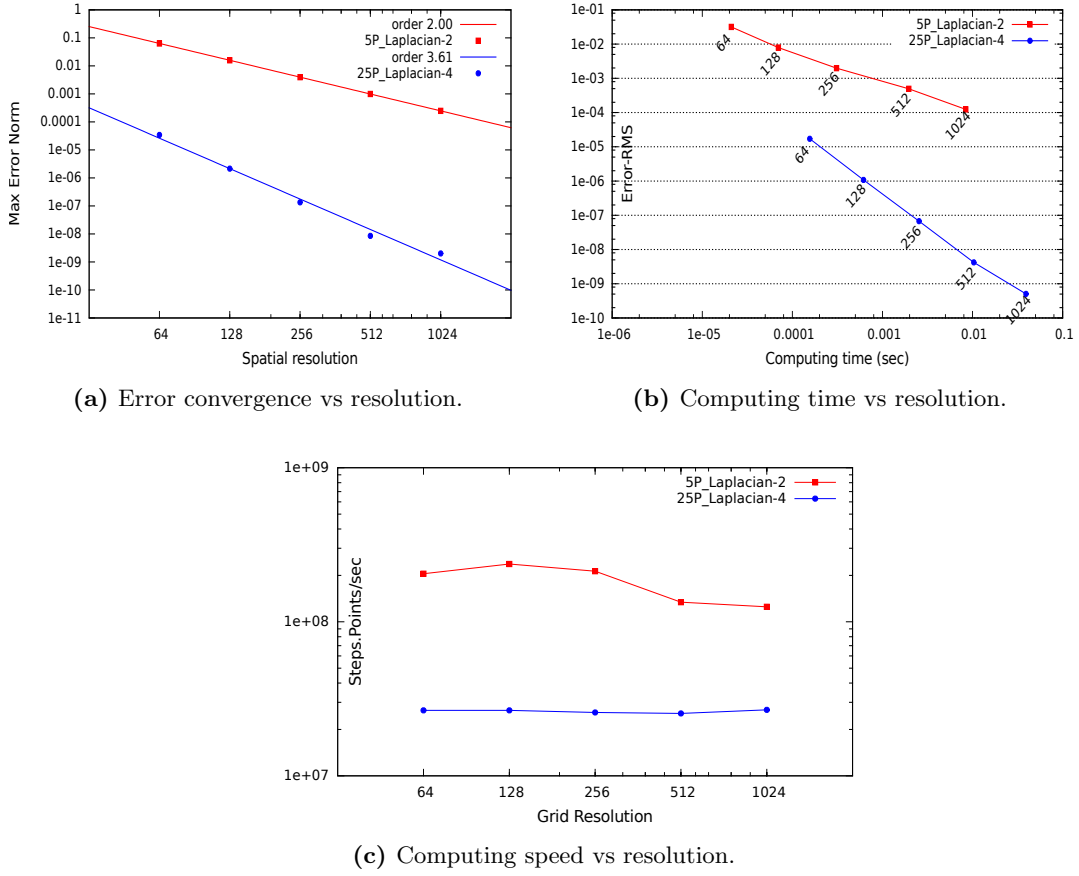 1
0.1
0.01
0.001
0.0001
1e-05
1e-06
1e-07
1e-08
1e-09
1e-10
1e-11
Max Error Norm
64
128
256
512
1024
Spatial resolution
order 2.00
5P_Laplacian-2
order 3.61
25P_Laplacian-4
(a) Error convergence vs resolution.
1e-01
1e-02
1e-03
1e-04
1e-05
1e-06
1e-07
1e-08
1e-09
1e-10
Error-RMS
1e-06
1e-05
0.0001
0.001
0.01
0.1
Computing time (sec)
5P_Laplacian-2
25P_Laplacian-4
64
128
256
512
1024
64
128
256
512
1024
(b) Computing time vs resolution.
1e+09
1e+08
1e+07
Steps.Points/sec
64
128
256
512
1024
Grid Resolution
5P_Laplacian-2
25P_Laplacian-4
(c) Computing speed vs resolution.